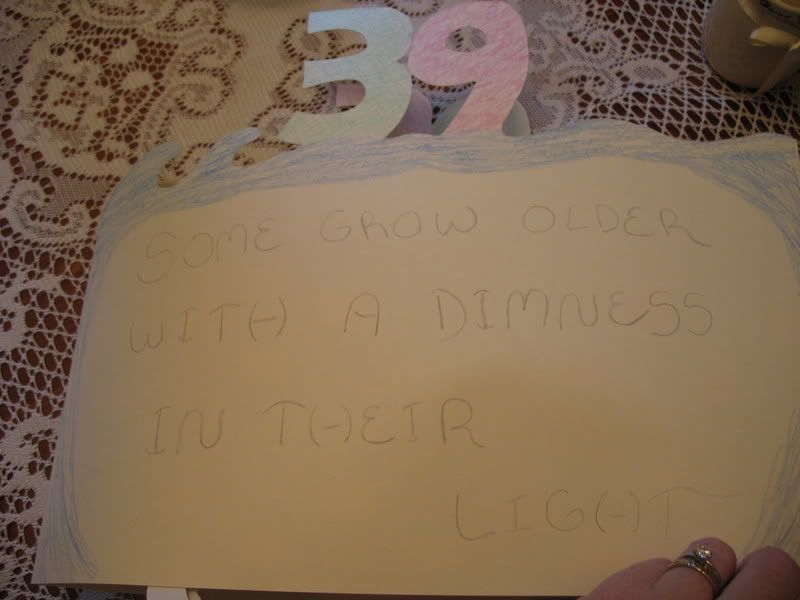 39
SOME GROW OLDER
WITH A DIMNESS
IN THEIR
LIGHT